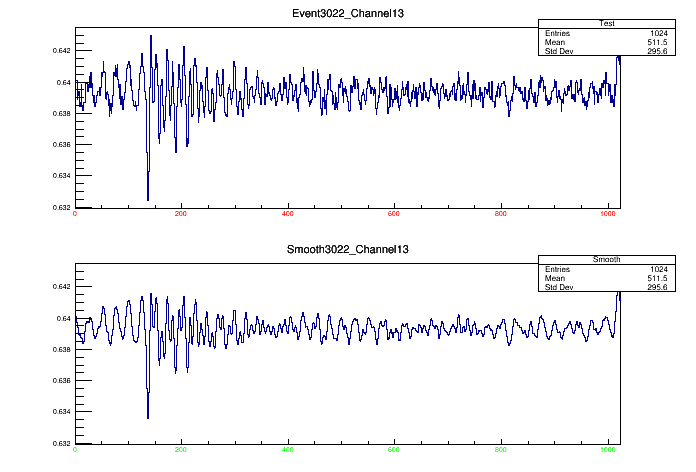 Event3022_Channel13
Test
Entries 1024
Mean 511.5
Std Dev 295.6
0.642
0.64
0.638
0.636
0.634
0.632
0 200 400 600 800 1000
Smooth3022_Channel13
Smooth
Entries 1024
Mean 511.5
Std Dev 295.6
0.642
0.64
0.638
0.636
0.634
0.632
0 200 400 600 800 1000